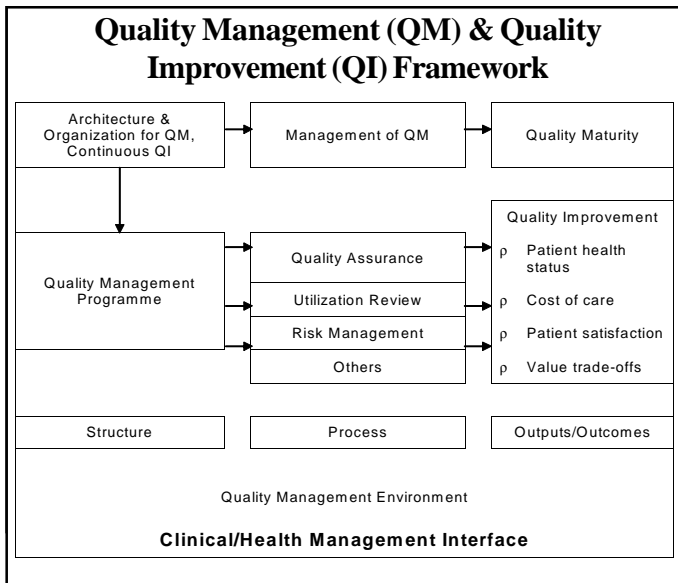 Quality Management (QM) & Quality
Improvement (QI) Framework
Architecture &
Organization for QM,
Continuous QI
Management of QM
Quality Maturity
Quality Management
Programme
Quality Assurance
Utilization Review
Risk Management
Others
Quality Improvement
ρ Patient health
status
ρ Cost of care
ρ Patient satisfaction
ρ Value trade-offs
Structure
Process
Outputs/Outcomes
Quality Management Environment
Clinical/Health Management Interface